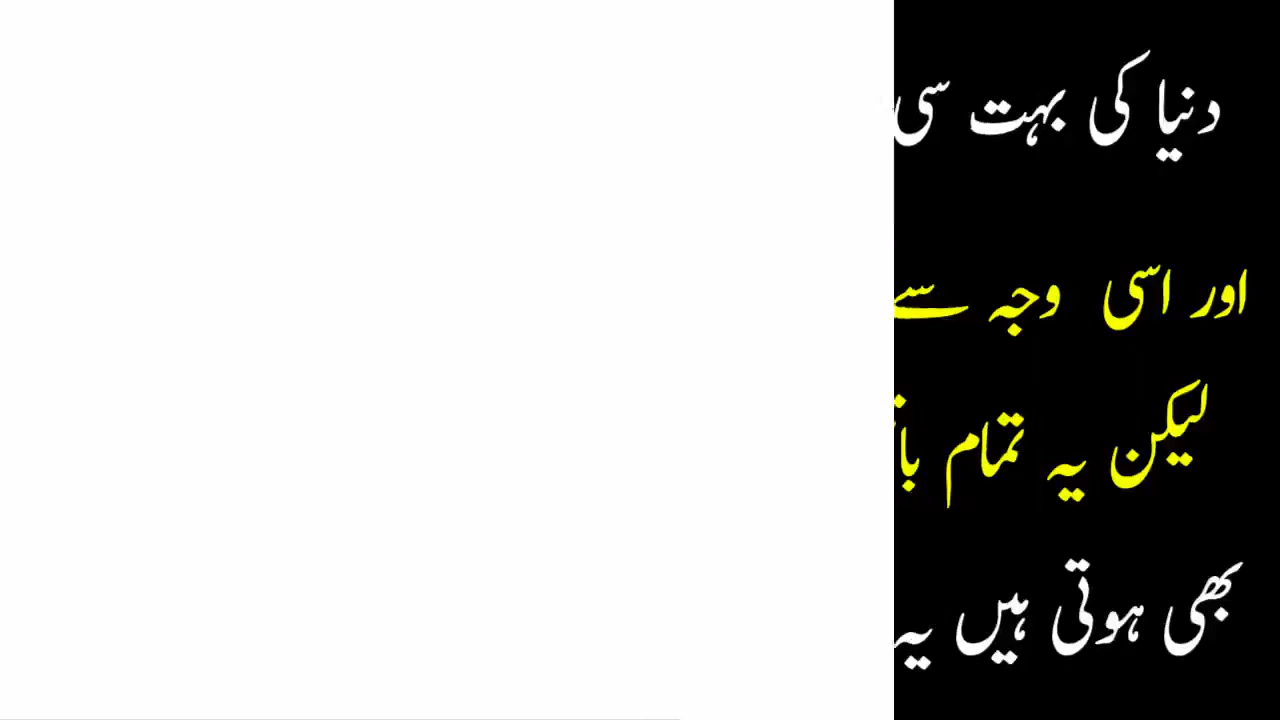 دنیا کی بہت سی
اور اسی وجہ سے
لیکن یہ تمام
بھی ہوتی ہیں یہ